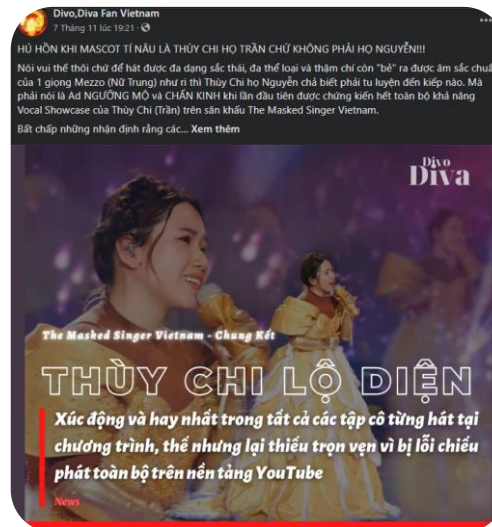 Divo,Diva Fan Vietnam
7 Tháng 11 lúc 19:21 ·
HÚ HỒN KHI MASCOT TÍ NÂU LÀ THÙY CHI HỌ TRẦN CHỨ KHÔNG PHẢI HỌ NGUYỄN!!!
Nói vui thế thôi chứ để hát được đa dạng sắc thái, đa thể loại và thậm chí còn "bẻ" ra được âm sắc chuẩ
của 1 giọng Mezzo (Nữ Trung) như ri thì Thùy Chi họ Nguyễn chả biết phải tu luyện đến kiếp nào. Mà
phải nói là Ad NGƯỠNG MỘ và CHẤN KINH khi lần đầu tiên được chứng kiến hết toàn bộ khả năng
Vocal Showcase của Thùy Chi (Trần) trên sân khấu The Masked Singer Vietnam.
Bất chấp những nhận định rằng các... Xem thêm
Divo
Diva
The Masked Singer Vietnam - Chung Kết
THÙY CHI LỘ DIỆN
Xúc động và hay nhất trong tất cả các tập cô từng hát tại
chương trình, thế nhưng lại thiếu trọn vẹn vì bị lỗi chiếu
phát toàn bộ trên nền tảng YouTube
News